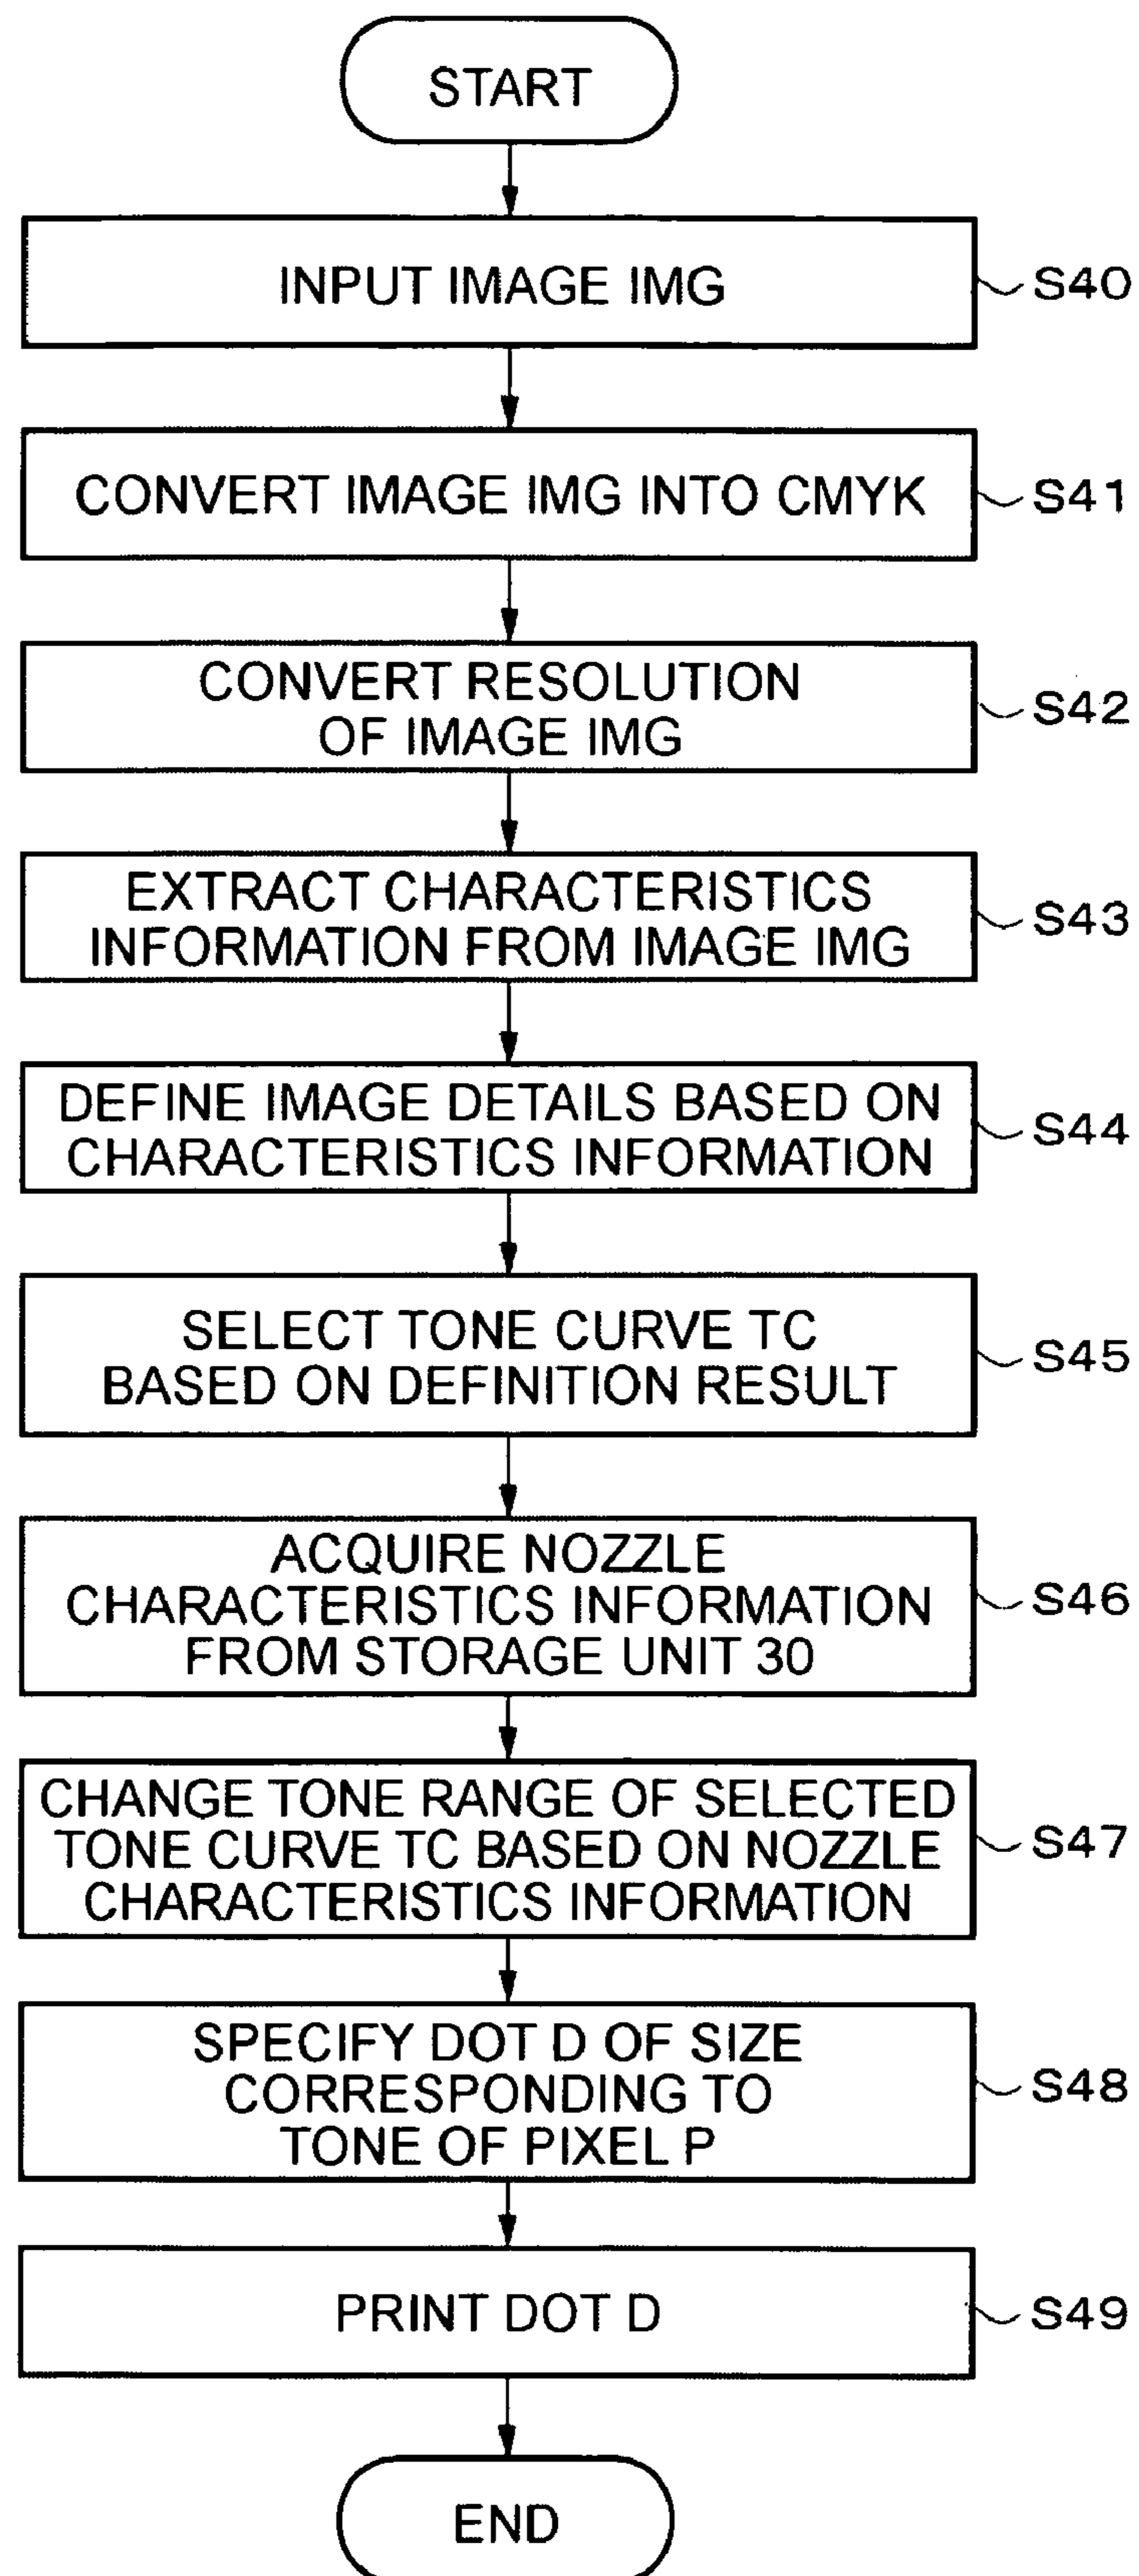 START
INPUT IMAGE IMG
S40
CONVERT IMAGE IMG INTO CMYK
S41
CONVERT RESOLUTION
OF IMAGE IMG
S42
EXTRACT CHARACTERISTICS
INFORMATION FROM IMAGE IMG
S43
DEFINE IMAGE DETAILS BASED ON
CHARACTERISTICS INFORMATION
S44
SELECT TONE CURVE TC
BASED ON DEFINITION RESULT
S45
ACQUIRE NOZZLE
CHARACTERISTICS INFORMATION
FROM STORAGE UNIT 30
S46
CHANGE TONE RANGE OF SELECTED
TONE CURVE TC BASED ON NOZZLE
CHARACTERISTICS INFORMATION
S47
SPECIFY DOT D OF SIZE
CORRESPONDING TO
TONE OF PIXEL P
S48
PRINT DOT D
S49
END